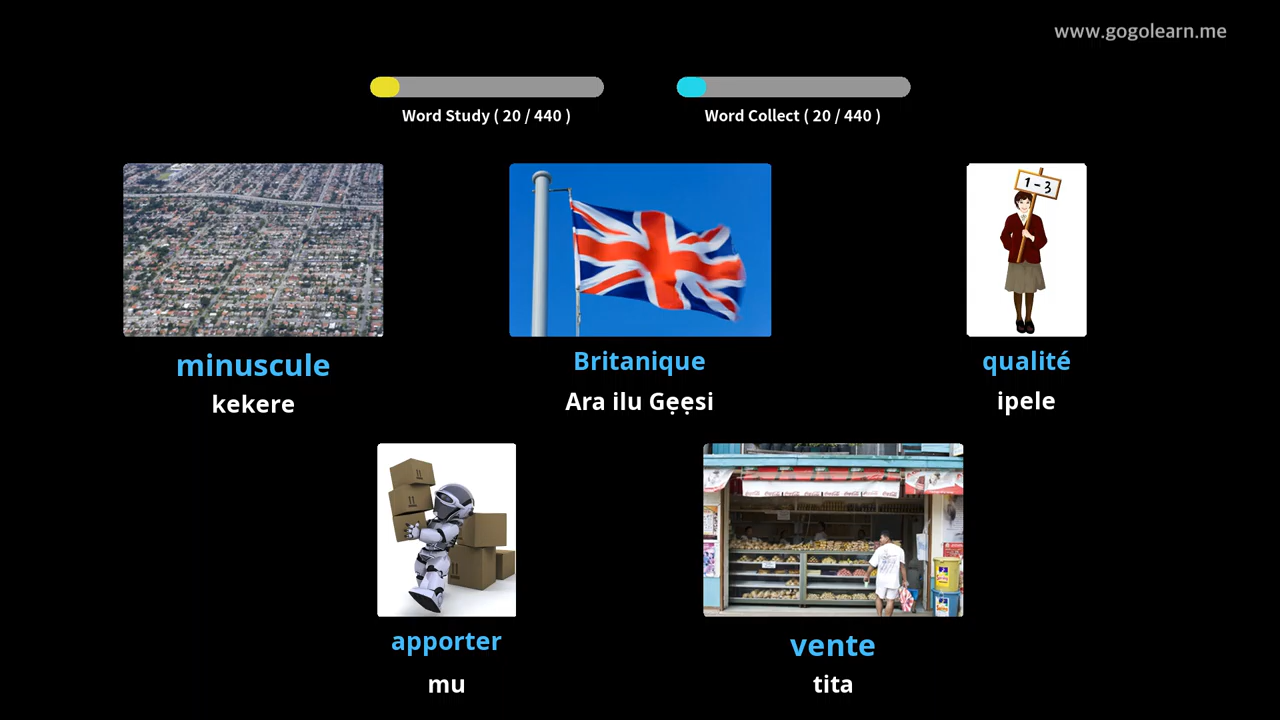 www.gogolearn.me
Word Study ( 20 / 440 )
Word Collect ( 20 / 440 )
1-3
minuscule
kekere
Britanique
Ara ilu Gẹẹsi
qualité
ipele
apporter
mu
vente
tita